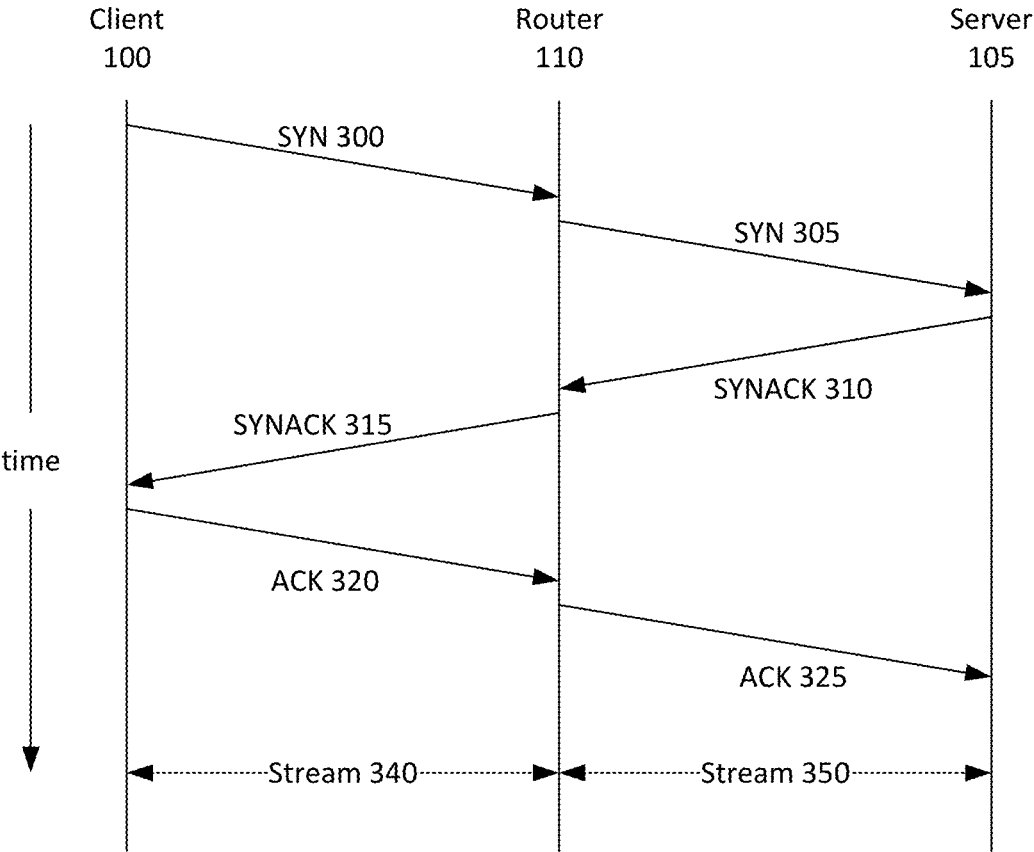 Client
100
Router
110
Server
105
SYN 300
SYN 305
SYNACK 310
SYNACK 315
time
ACK 320
ACK 325
Stream 340
Stream 350